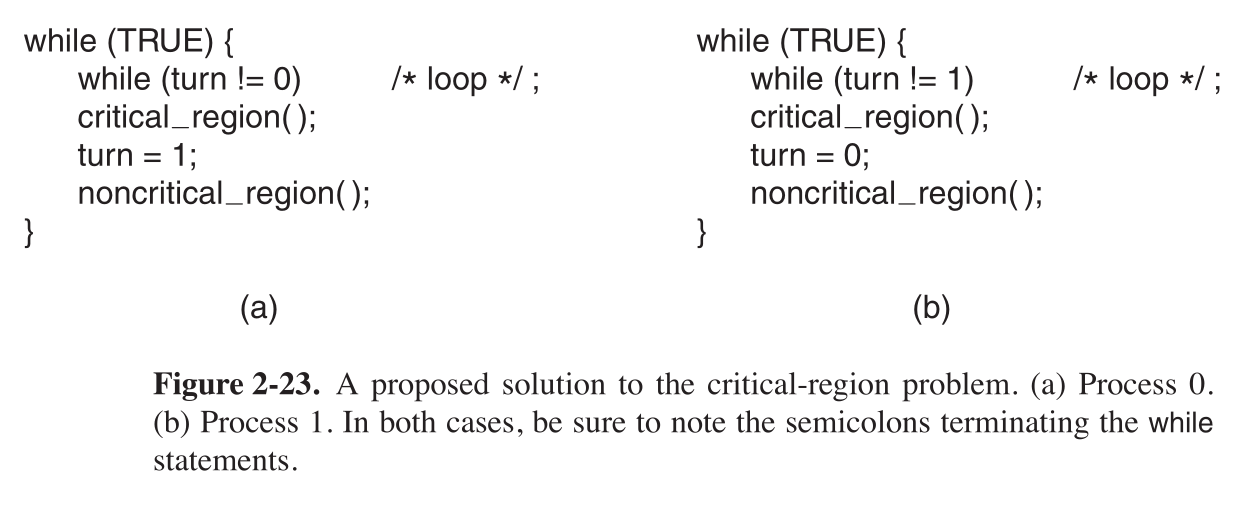 while (TRUE) {
while (turn != 0) /* loop */ ;
critical_region( );
turn = 1;
noncritical_region( );
}
(a)
while (TRUE) {
while (turn != 1) /* loop */ ;
critical_region( );
turn = 0;
noncritical_region( );
}
(b)
Figure 2-23. A proposed solution to the critical-region problem. (a) Process 0.
(b) Process 1. In both cases, be sure to note the semicolons terminating the while
statements.